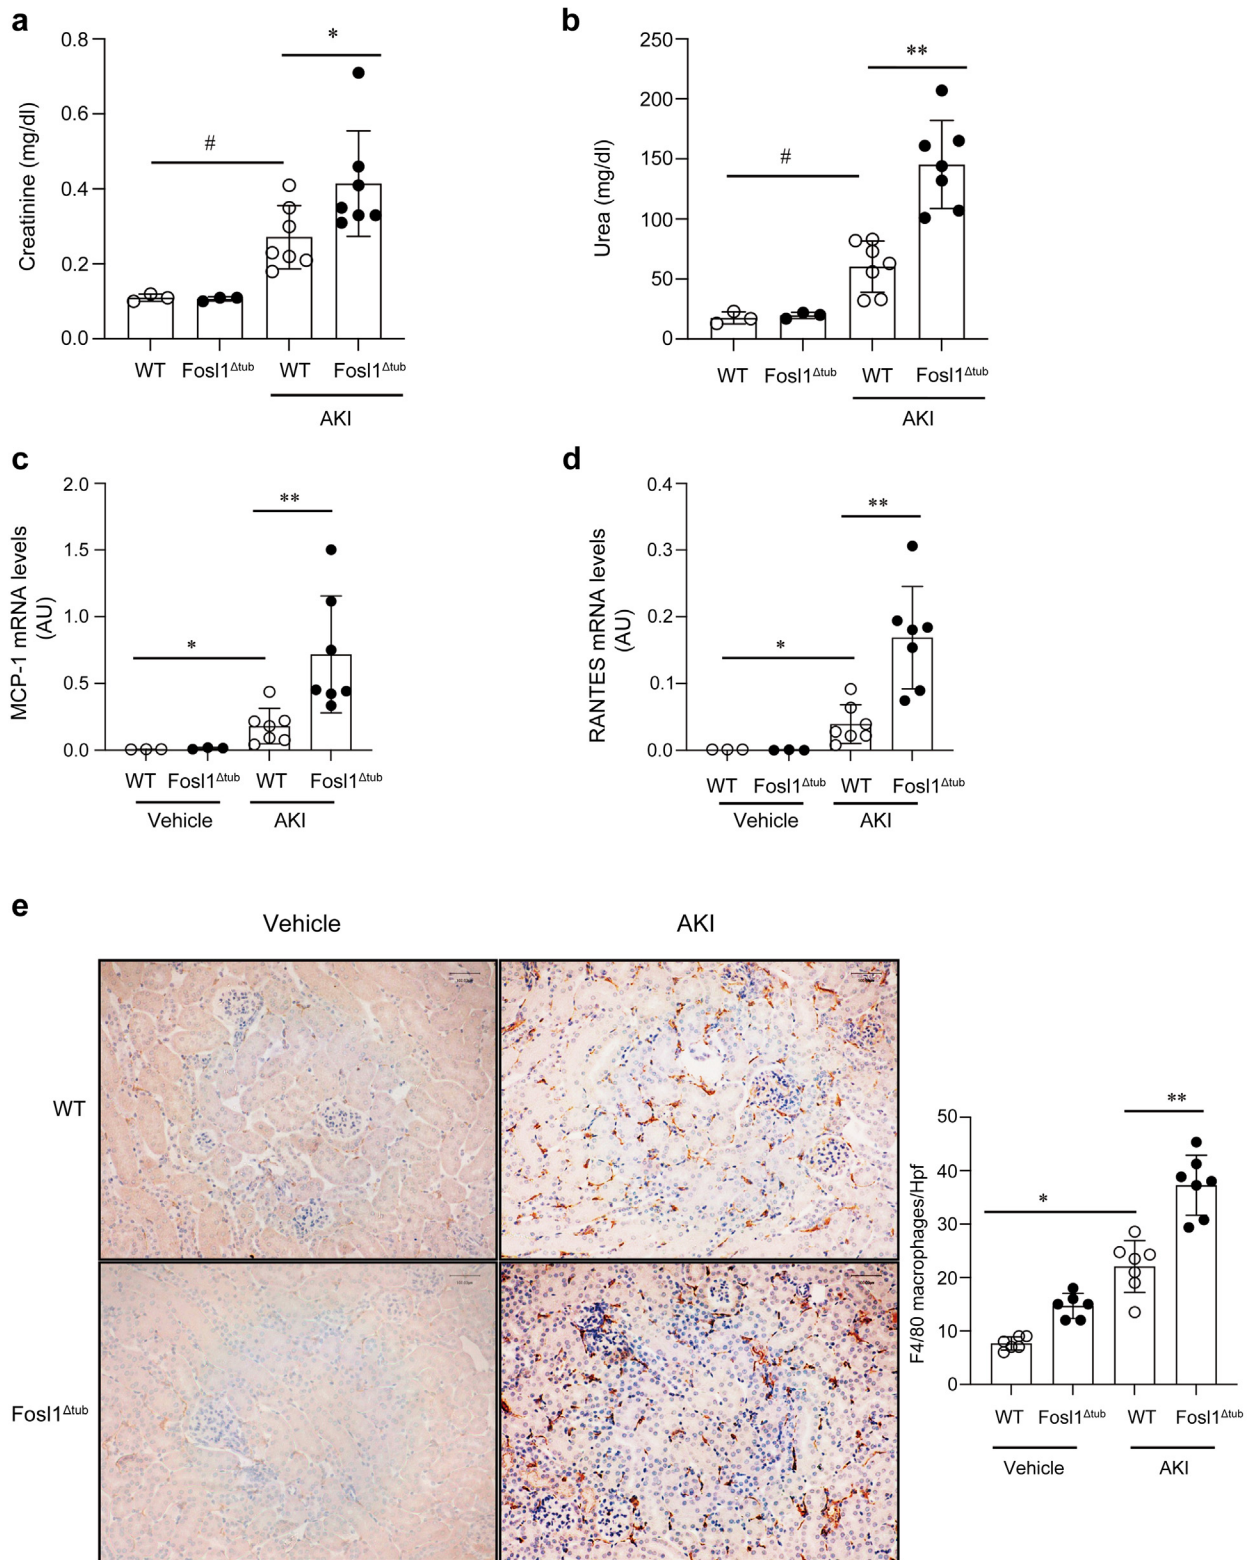 a
0.8
0.6
0.4
0.2
0.0
Creatinine (mg/dl)
#
*
WT Fosl1Δtub WT Fosl1Δtub
AKI
b
250
200
150
100
50
0
Urea (mg/dl)
#
**
WT Fosl1Δtub WT Fosl1Δtub
AKI
c
2.0
1.5
1.0
0.5
0.0
MCP-1 mRNA levels
(AU)
*
**
WT Fosl1Δtub WT Fosl1Δtub
Vehicle AKI
d
0.4
0.3
0.2
0.1
0.0
RANTES mRNA levels
(AU)
*
**
WT Fosl1Δtub WT Fosl1Δtub
Vehicle AKI
e
Vehicle AKI
WT
Fosl1Δtub
50
40
30
20
10
0
F4/80 macrophages/Hpf
*
**
WT Fosl1Δtub WT Fosl1Δtub
Vehicle AKI